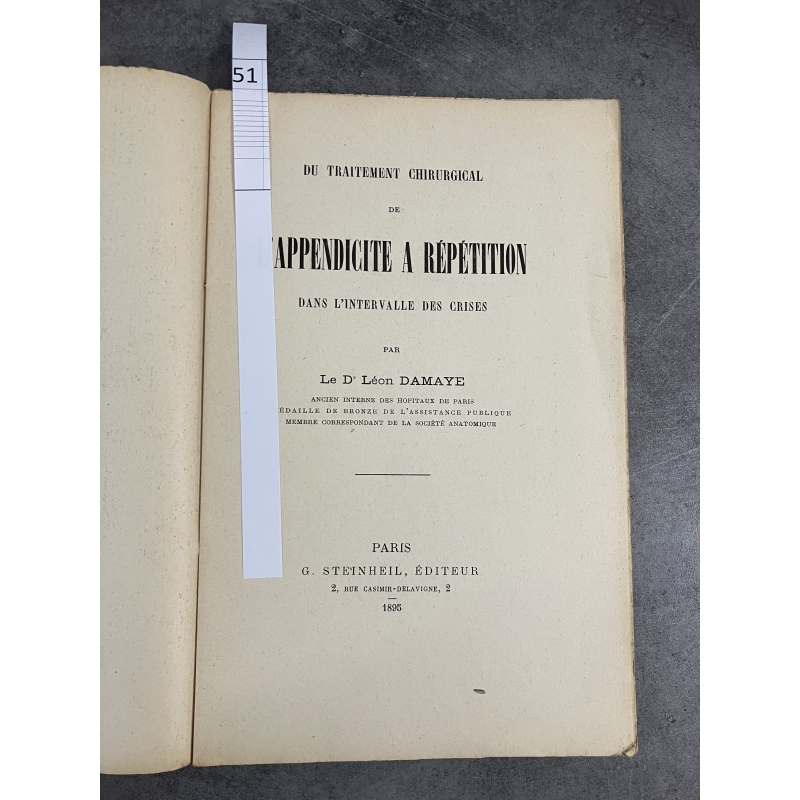 51
DU TRAITEMENT CHIRURGICAL
DE
'APPENDICITE A RÉPÉTITION
DANS L'INTERVALLE DES CRISES
PAR
Le Dr Léon DAMAYE
ANCIEN INTERNE DES HOPITAUX DE PARIS
ÉDAILLE DE BRONZE DE L'ASSISTANCE PUBLIQUE
MEMBRE CORRESPONDANT DE LA SOCIÉTÉ ANATOMIQUE
PARIS
G. STEINHEIL, ÉDITEUR
2, RUE CASIMIR-DELAVIGNE, 2
1895